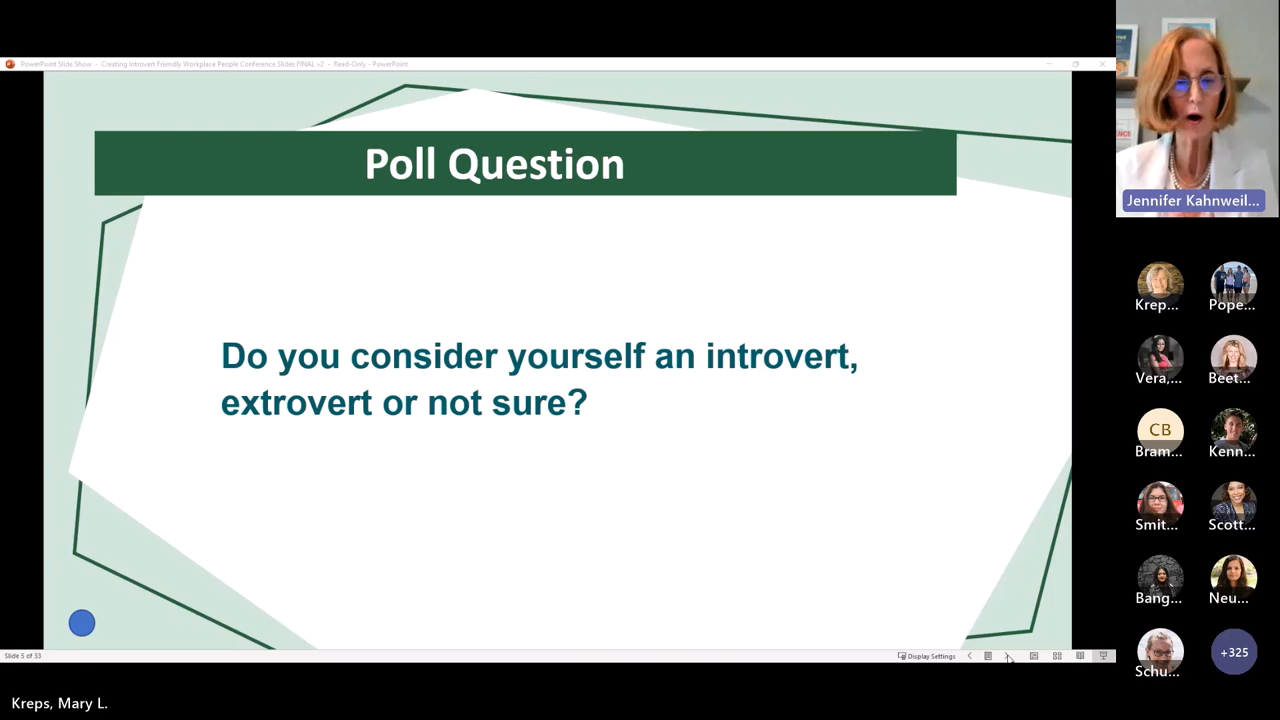 PowerPoint Slide Show - Creating Introvert Friendly Workplace People Conference Slides FINAL v2 - Read-Only - PowerPoint
Poll Question
Do you consider yourself an introvert,
extrovert or not sure?
Slide 5 of 33
Display Settings
Jennifer Kahnweil...
Krep...
Pope...
Vera,...
Beet...
CB
Bram...
Kenn...
Smit...
Scott...
Bang...
Neu...
Schu...
+325
Kreps, Mary L.